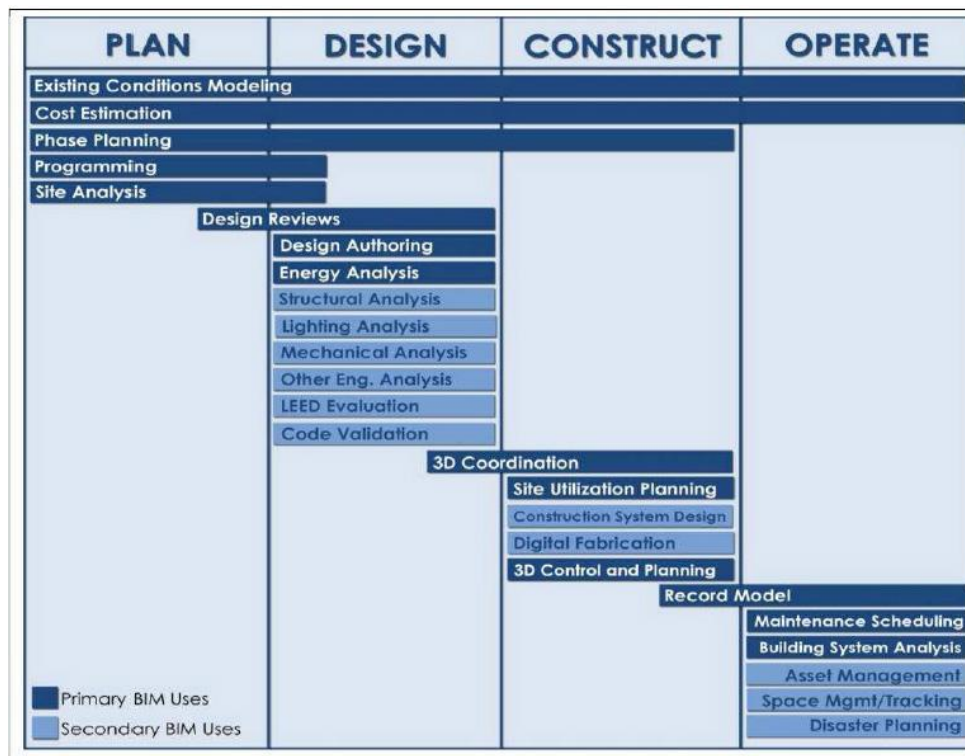 PLAN DESIGN CONSTRUCT OPERATE
Existing Conditions Modeling
Cost Estimation
Phase Planning
Programming
Site Analysis
Design Reviews
Design Authoring
Energy Analysis
Structural Analysis
Lighting Analysis
Mechanical Analysis
Other Eng. Analysis
LEED Evaluation
Code Validation
3D Coordination
Site Utilization Planning
Construction System Design
Digital Fabrication
3D Control and Planning
Record Model
Maintenance Scheduling
Building System Analysis
Asset Management
Space Mgmt/Tracking
Disaster Planning
Primary BIM Uses
Secondary BIM Uses